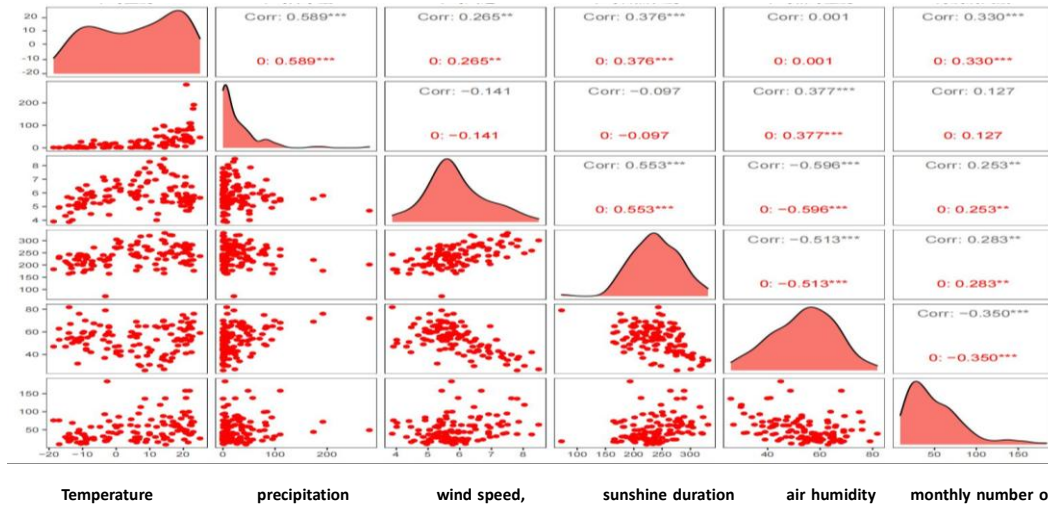 20
10
0
-10
-20
Corr: 0.589***
0: 0.589***
Corr: 0.265**
0: 0.265**
Corr: 0.376***
0: 0.376***
Corr: 0.001
0: 0.001
Corr: 0.330***
0: 0.330***
200
100
0
Corr: −0.141
0: −0.141
Corr: −0.097
0: −0.097
Corr: 0.377***
0: 0.377***
Corr: 0.127
0: 0.127
8
7
6
5
4
Corr: 0.553***
0: 0.553***
Corr: −0.596***
0: −0.596***
Corr: 0.253**
0: 0.253**
300
250
200
150
100
Corr: −0.513***
0: −0.513***
Corr: 0.283**
0: 0.283**
80
60
40
Corr: −0.350***
0: −0.350***
150
100
50
−20 −10 0 10 20 0 100 200 4 5 6 7 8 100 150 200 250 300 40 60 80 50 100 150
Temperature precipitation wind speed, sunshine duration air humidity monthly number o